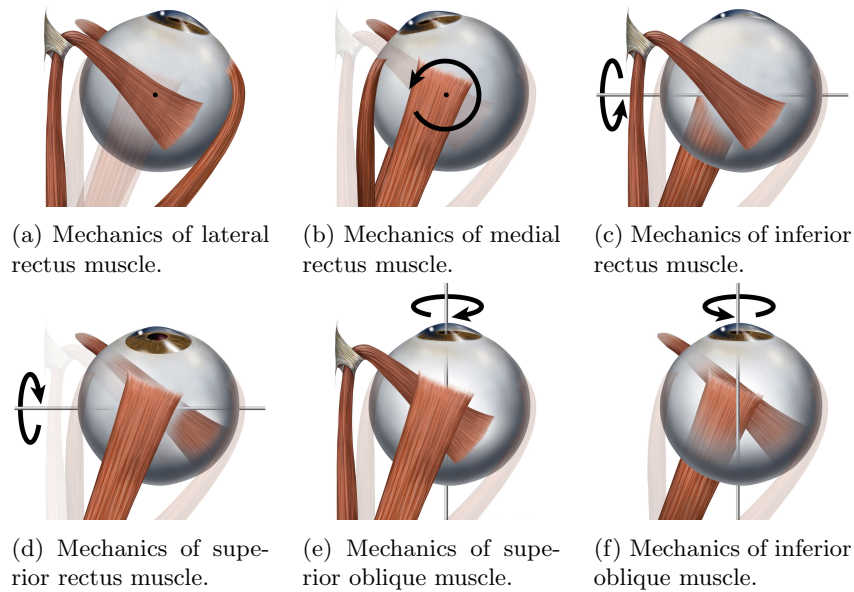 (a) Mechanics of lateral
rectus muscle.
(b) Mechanics of medial
rectus muscle.
(c) Mechanics of inferior
rectus muscle.
(d) Mechanics of supe-
rior rectus muscle.
(e) Mechanics of supe-
rior oblique muscle.
(f) Mechanics of inferior
oblique muscle.